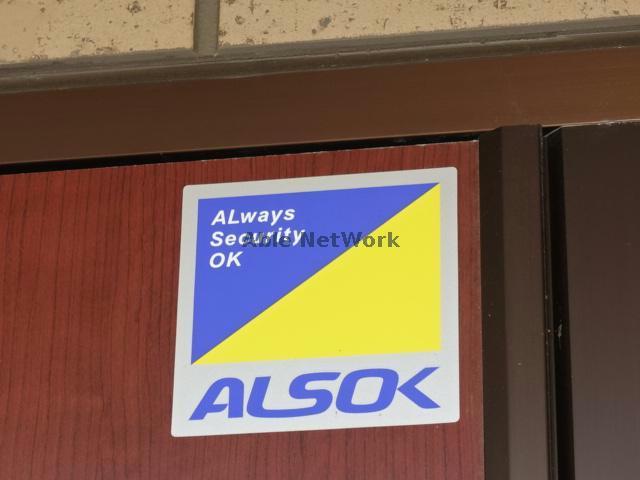 ALways
Security
OK
Able NetWork
ALSOK